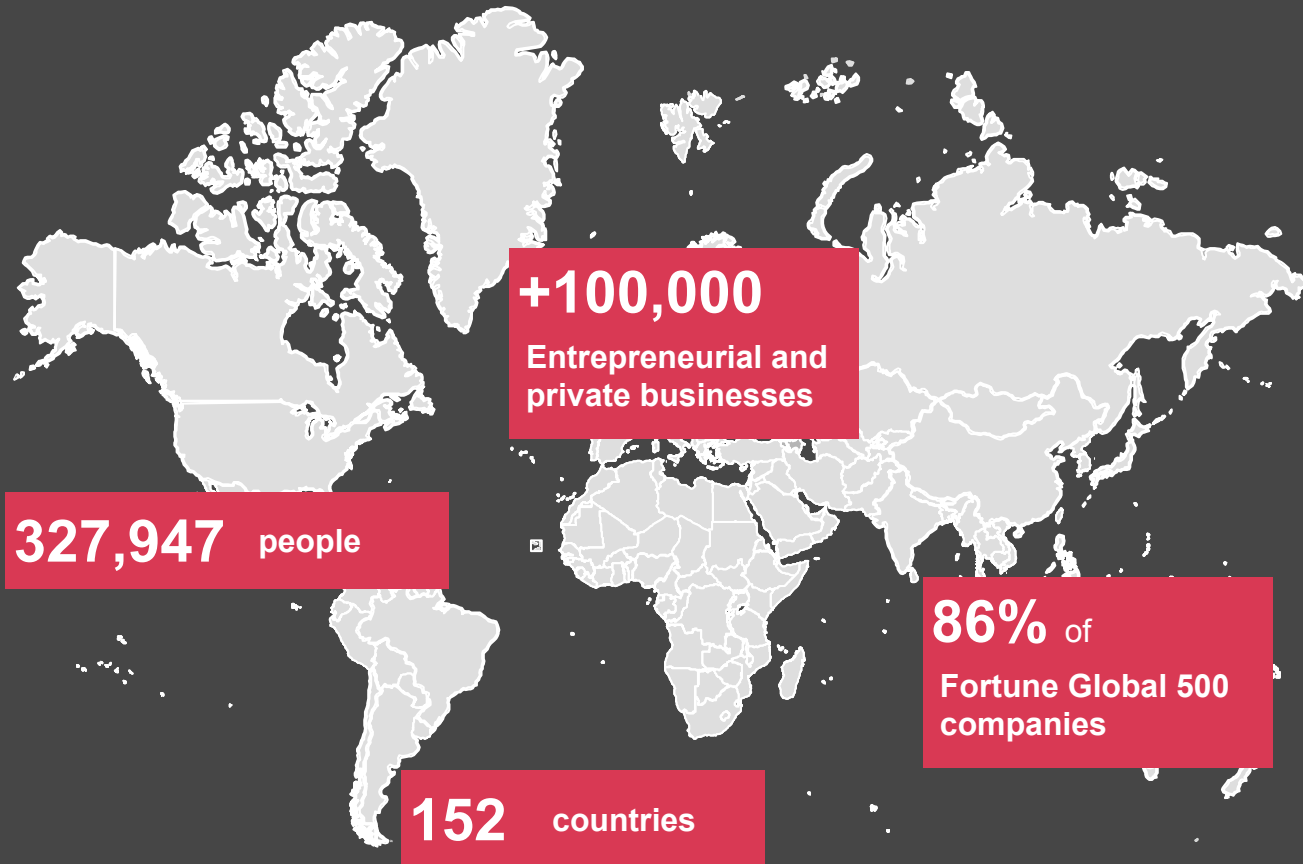 +100,000
Entrepreneurial and
private businesses
327,947 people
86% of
Fortune Global 500
companies
152 countries